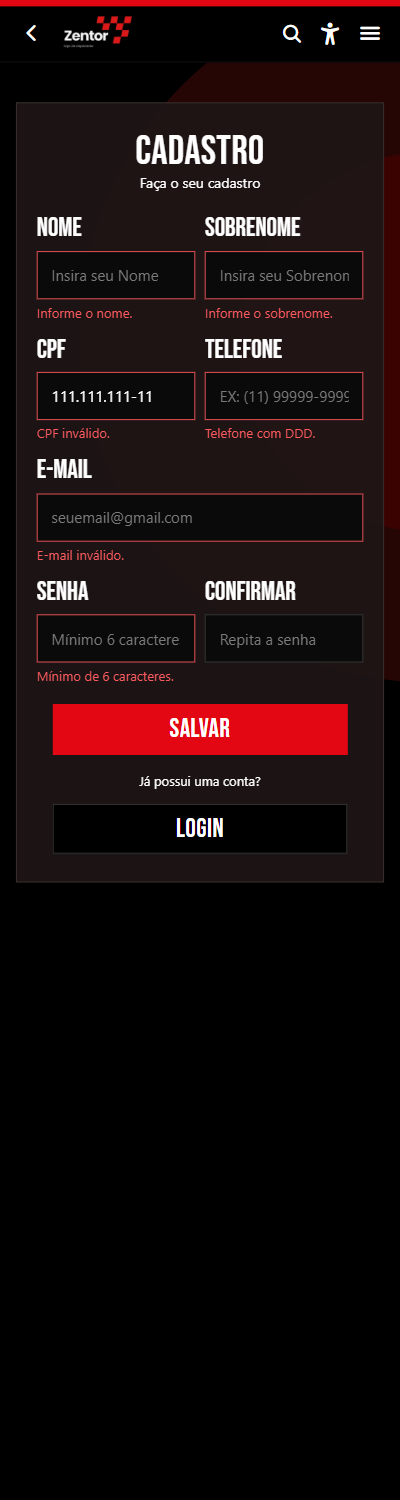 Zentor
CADASTRO
Faça o seu cadastro
NOME SOBRENOME
Insira seu Nome Insira seu Sobrenon
Informe o nome. Informe o sobrenome.
CPF TELEFONE
111.111.111-11 EX: (11) 99999-9999
CPF inválido. Telefone com DDD.
E-MAIL
seuemail@gmail.com
E-mail inválido.
SENHA CONFIRMAR
Mínimo 6 caractere Repita a senha
Mínimo de 6 caracteres.
SALVAR
Já possui uma conta?
LOGIN